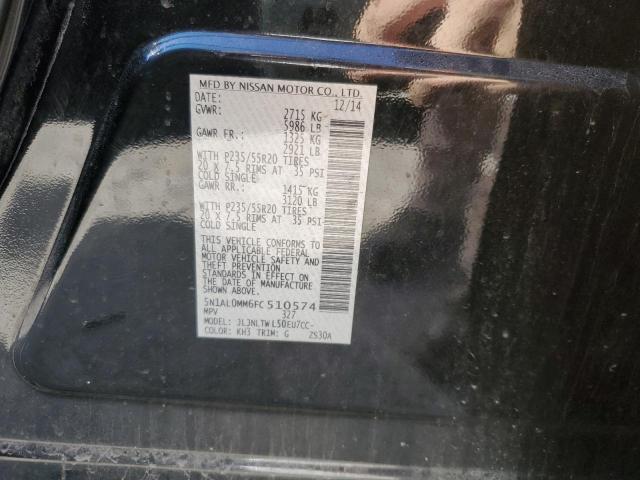 MFD BY NISSAN MOTOR CO., LTD.
DATE: 12/14
GVWR: 2715 KG
5986 LB
GAWR FR: 1325 KG
2921 LB
WITH P235/55R20 TIRES
20 X 7.5 RIMS AT 35 PSI
COLD SINGLE
GAWR RR: 1415 KG
3120 LB
WITH P235/55R20 TIRES
20 X 7.5 RIMS AT 35 PSI
COLD SINGLE
THIS VEHICLE CONFORMS TO
ALL APPLICABLE FEDERAL
MOTOR VEHICLE SAFETY AND
THEFT PREVENTION
STANDARDS IN EFFECT ON
THE DATE OF MANUFACTURE
5N1AL0MM6FC510574
MPV 327
MODEL: JLJNLTWL50EU7CC-
COLOR: KH3 TRIM: G 2S30A